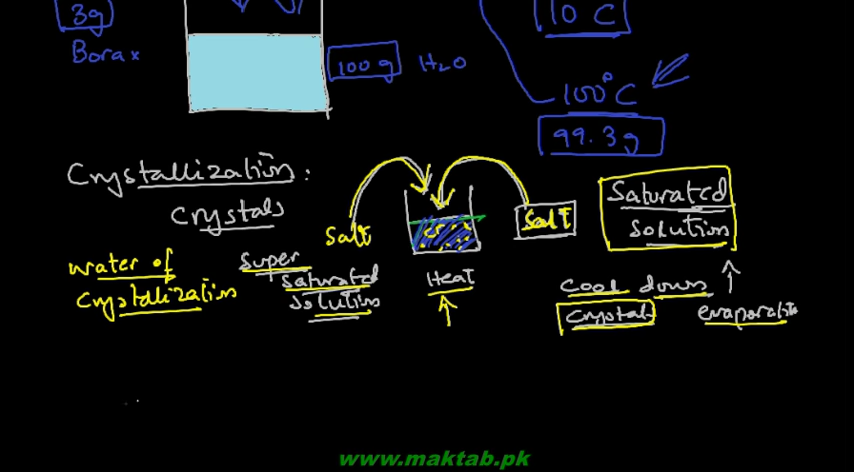 3g
Borax
100 g H₂O
10 C
100°C
99.3g
Crystallization:
Crystals
Salt
Salt
Saturated
Solution
water of
Crystallization
Super
Saturated
Solution
Heat
Cool down
Crystals
evaporation
www.maktab.pk